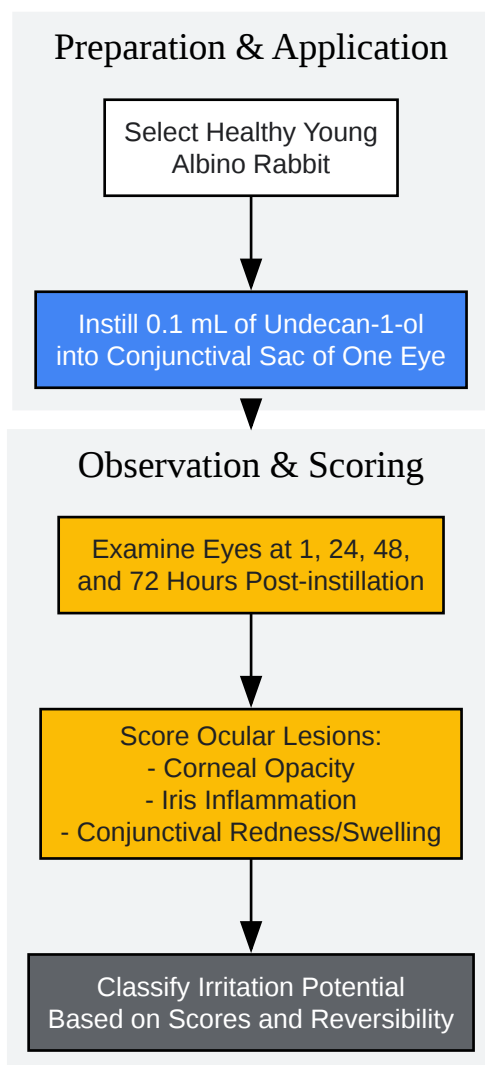 Preparation & Application
Select Healthy Young
Albino Rabbit
Instill 0.1 mL of Undecan-1-ol
into Conjunctival Sac of One Eye
Observation & Scoring
Examine Eyes at 1, 24, 48,
and 72 Hours Post-instillation
Score Ocular Lesions:
- Corneal Opacity
- Iris Inflammation
- Conjunctival Redness/Swelling
Classify Irritation Potential
Based on Scores and Reversibility